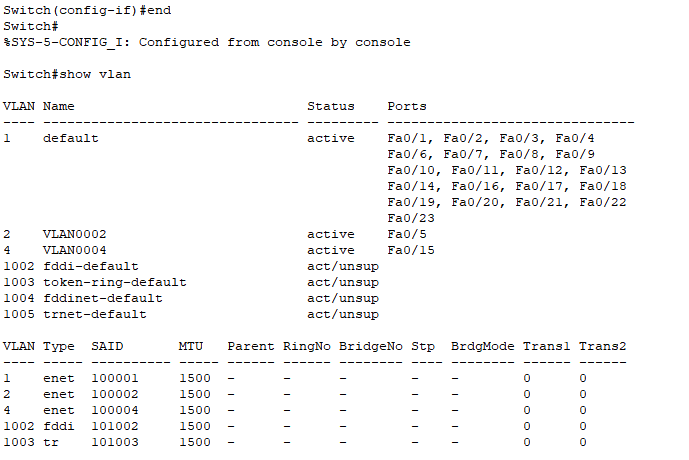 Switch(config-if)#end
Switch#
%SYS-5-CONFIG_I: Configured from console by console

Switch#show vlan

VLAN Name                             Status    Ports
---- -------------------------------- --------- -------------------------------
1    default                          active    Fa0/1, Fa0/2, Fa0/3, Fa0/4
                                                Fa0/6, Fa0/7, Fa0/8, Fa0/9
                                                Fa0/10, Fa0/11, Fa0/12, Fa0/13
                                                Fa0/14, Fa0/16, Fa0/17, Fa0/18
                                                Fa0/19, Fa0/20, Fa0/21, Fa0/22
                                                Fa0/23
2    VLAN0002                         active    Fa0/5
4    VLAN0004                         active    Fa0/15
1002 fddi-default                     act/unsup
1003 token-ring-default               act/unsup
1004 fddinet-default                  act/unsup
1005 trnet-default                    act/unsup

VLAN Type  SAID       MTU   Parent RingNo BridgeNo Stp  BrdgMode Trans1 Trans2
---- ----- ---------- ----- ------ ------ -------- ---- -------- ------ ------
1    enet  100001     1500  -      -      -        -    -        0      0
2    enet  100002     1500  -      -      -        -    -        0      0
4    enet  100004     1500  -      -      -        -    -        0      0
1002 fddi  101002     1500  -      -      -        -    -        0      0
1003 tr    101003     1500  -      -      -        -    -        0      0